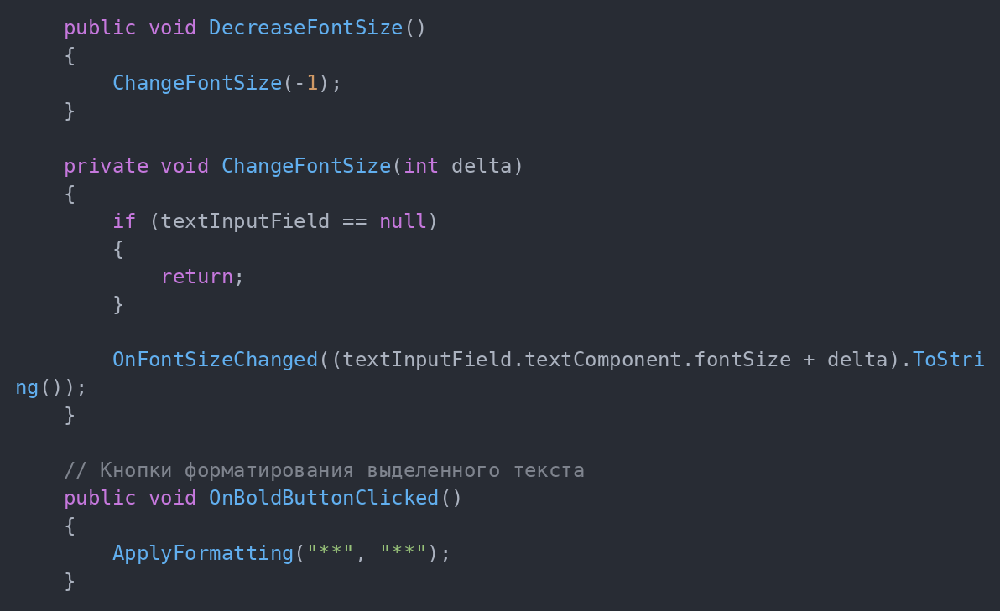 public void DecreaseFontSize()
{
ChangeFontSize(-1);
}
private void ChangeFontSize(int delta)
{
if (textInputField == null)
{
return;
}
OnFontSizeChanged((textInputField.textComponent.fontSize + delta).ToStri
ng());
}
// Кнопки форматирования выделенного текста
public void OnBoldButtonClicked()
{
ApplyFormatting("**", "**");
}